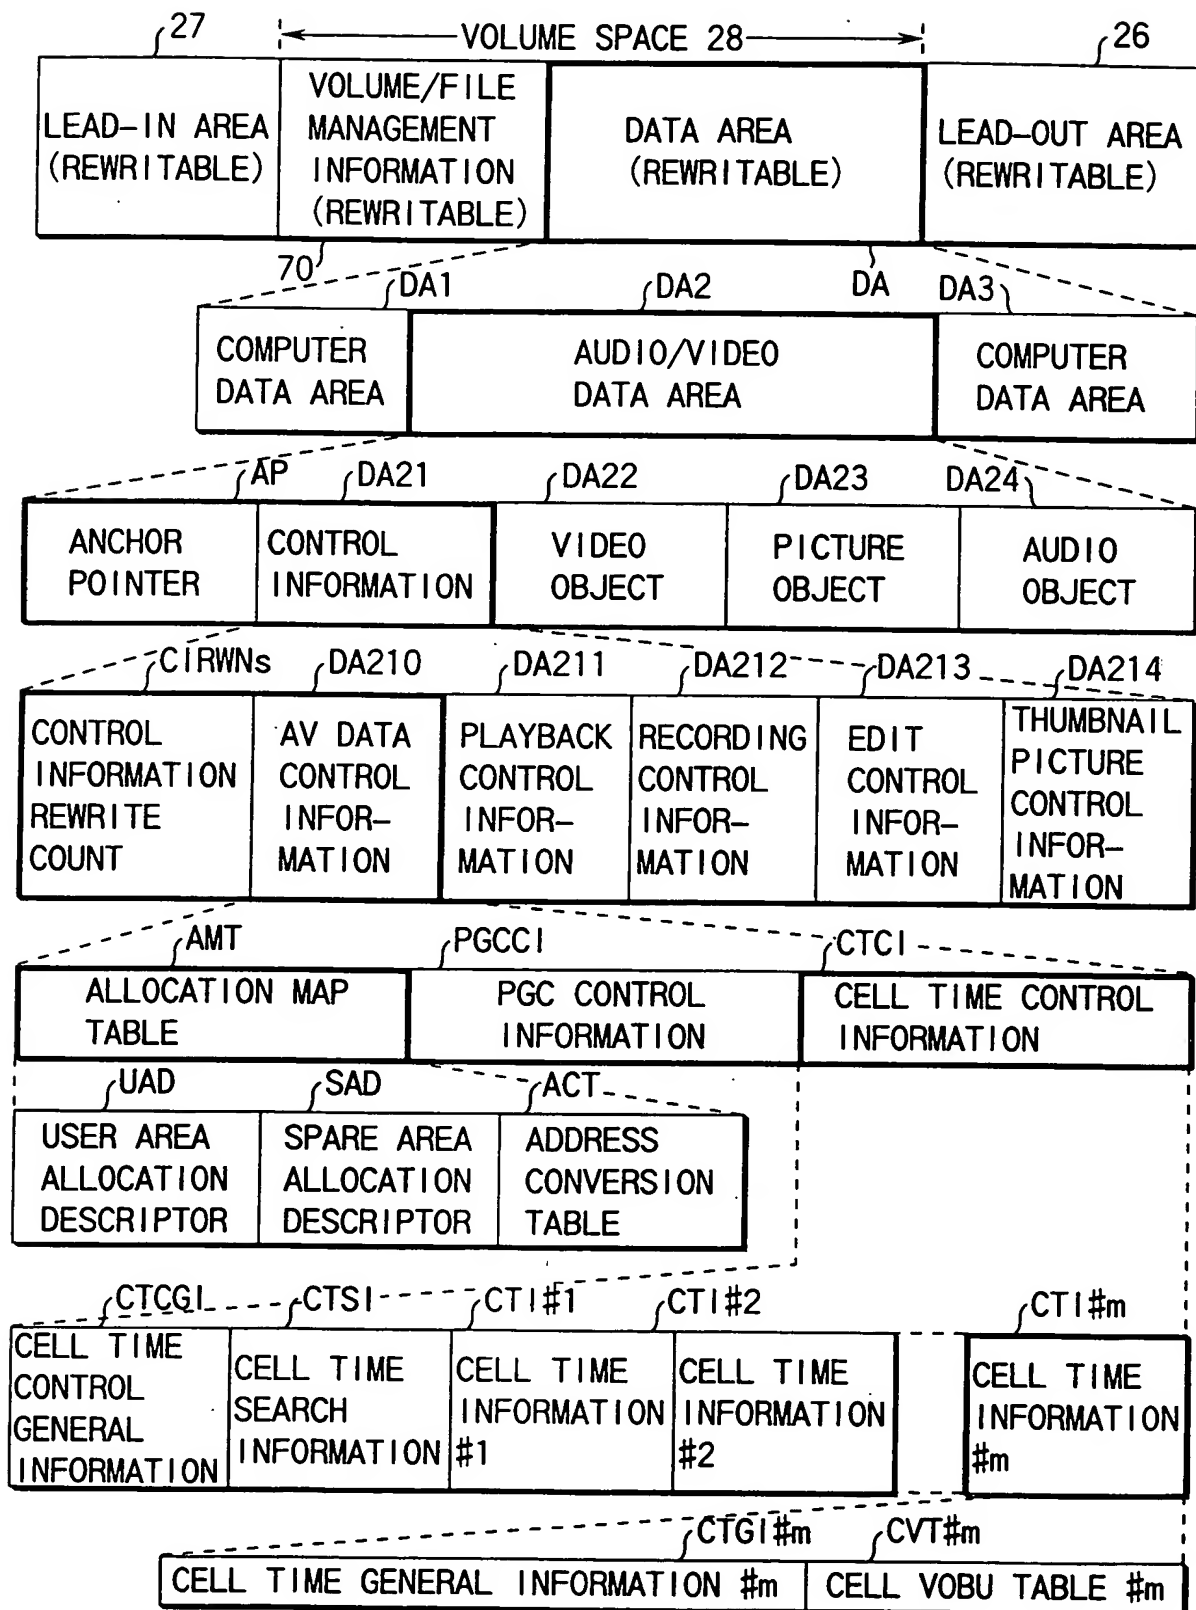 27
VOLUME SPACE 28
26
LEAD-IN AREA
(REWRITABLE)
VOLUME/FILE
MANAGEMENT
INFORMATION
(REWRITABLE)
DATA AREA
(REWRITABLE)
LEAD-OUT AREA
(REWRITABLE)
70
DA
DA1
DA2
DA3
COMPUTER
DATA AREA
AUDIO/VIDEO
DATA AREA
COMPUTER
DATA AREA
AP
DA21
DA22
DA23
DA24
ANCHOR
POINTER
CONTROL
INFORMATION
VIDEO
OBJECT
PICTURE
OBJECT
AUDIO
OBJECT
CIRWNs
DA210
DA211
DA212
DA213
DA214
CONTROL
INFORMATION
REWRITE
COUNT
AV DATA
CONTROL
INFOR-
MATION
PLAYBACK
CONTROL
INFOR-
MATION
RECORDING
CONTROL
INFOR-
MATION
EDIT
CONTROL
INFOR-
MATION
THUMBNAIL
PICTURE
CONTROL
INFOR-
MATION
AMT
PGCCI
CTCI
ALLOCATION MAP
TABLE
PGC CONTROL
INFORMATION
CELL TIME CONTROL
INFORMATION
UAD
SAD
ACT
USER AREA
ALLOCATION
DESCRIPTOR
SPARE AREA
ALLOCATION
DESCRIPTOR
ADDRESS
CONVERSION
TABLE
CTCGI
CTSI
CTI#1
CTI#2
CTI#m
CELL TIME
CONTROL
GENERAL
INFORMATION
CELL TIME
SEARCH
INFORMATION
CELL TIME
INFORMATION
#1
CELL TIME
INFORMATION
#2
CELL TIME
INFORMATION
#m
CTGI#m
CVT#m
CELL TIME GENERAL INFORMATION #m
CELL VOBU TABLE #m